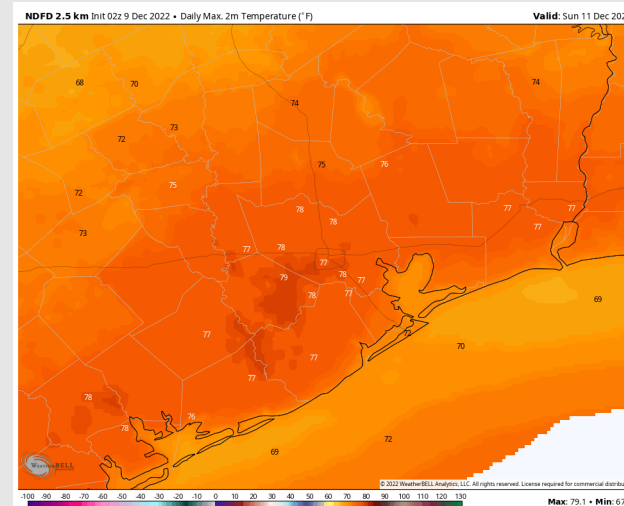 NDFD 2.5 km Init 02z 9 Dec 2022 • Daily Max. 2m Temperature (°F)
Valid: Sun 11 Dec 202
68 70 74 74
72 73
75 76
75
72 78 77 77
73 78 77
77 78
77
79 78 77
78 77
69
77 72
70
77
77
78
76
78
72
69
WeatherBELL
© 2022 WeatherBELL Analytics, LLC. All rights reserved. License required for commercial distribu
-100 -90 -80 -70 -60 -50 -40 -30 -20 -10 0 10 20 30 40 50 60 70 80 90 100 110 120 130
Max: 79.1 • Min: 67